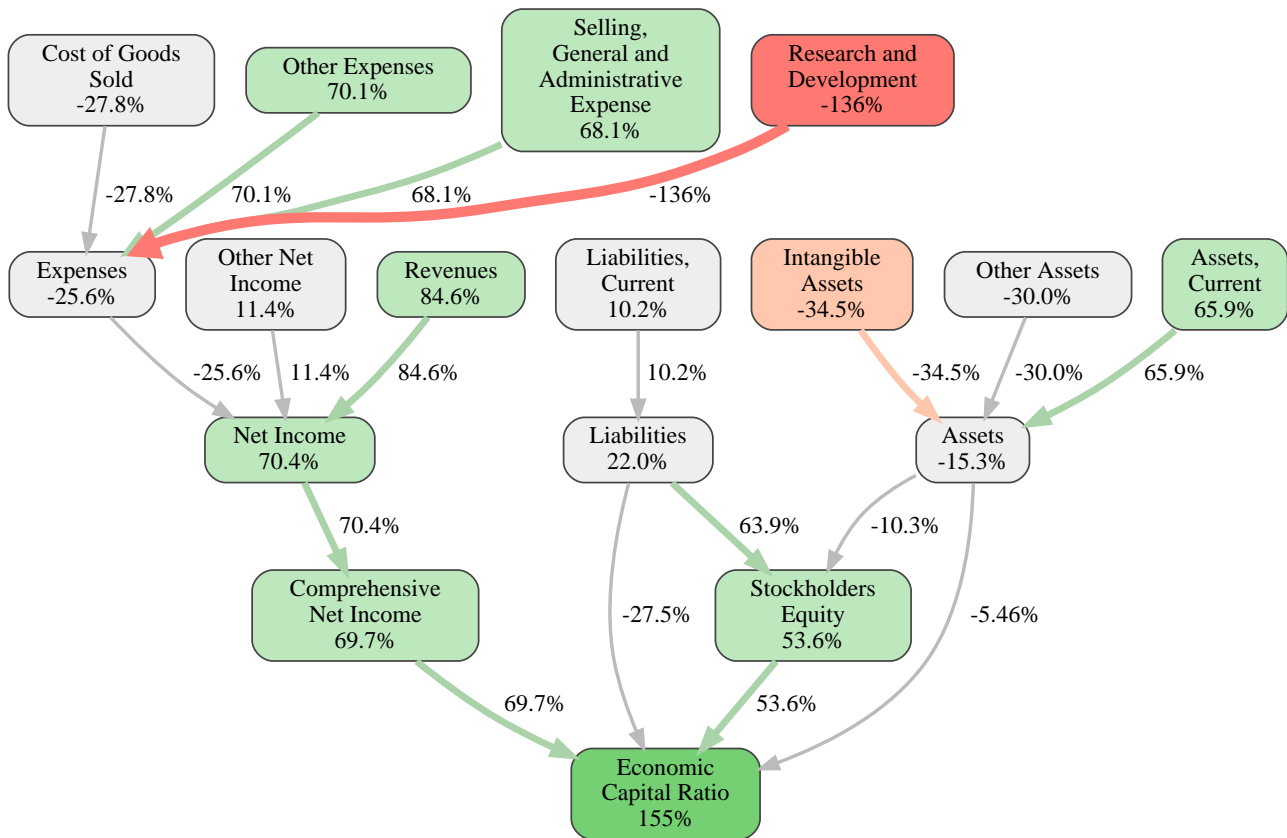 Cost of Goods
Sold
-27.8%
Other Expenses
70.1%
Selling,
General and
Administrative
Expense
68.1%
Research and
Development
-136%
-27.8%
70.1%
68.1%
-136%
Expenses
-25.6%
Other Net
Income
11.4%
Revenues
84.6%
Liabilities,
Current
10.2%
Intangible
Assets
-34.5%
Other Assets
-30.0%
Assets,
Current
65.9%
-25.6%
11.4%
84.6%
10.2%
-34.5%
-30.0%
65.9%
Net Income
70.4%
Liabilities
22.0%
Assets
-15.3%
70.4%
63.9%
-10.3%
Comprehensive
Net Income
69.7%
Stockholders
Equity
53.6%
-27.5%
-5.46%
69.7%
53.6%
Economic
Capital Ratio
155%